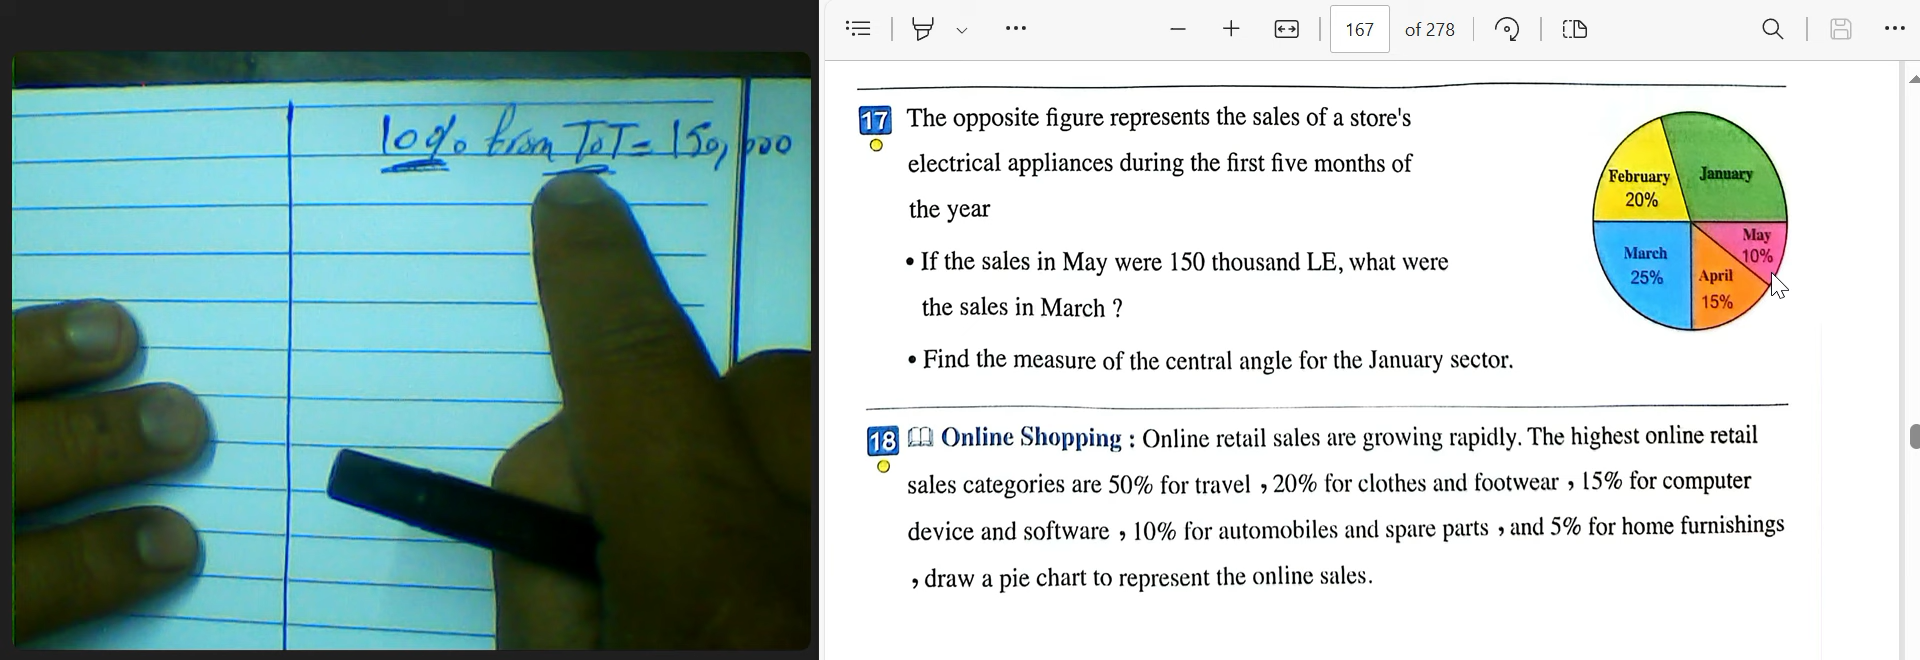 10% from ToT = 150,000
167 of 278
17 The opposite figure represents the sales of a store's
electrical appliances during the first five months of
the year
• If the sales in May were 150 thousand LE, what were
the sales in March ?
• Find the measure of the central angle for the January sector.
February
20%
January
May
10%
March
25%
April
15%
18 Online Shopping : Online retail sales are growing rapidly. The highest online retail
sales categories are 50% for travel , 20% for clothes and footwear , 15% for computer
device and software , 10% for automobiles and spare parts , and 5% for home furnishings
, draw a pie chart to represent the online sales.